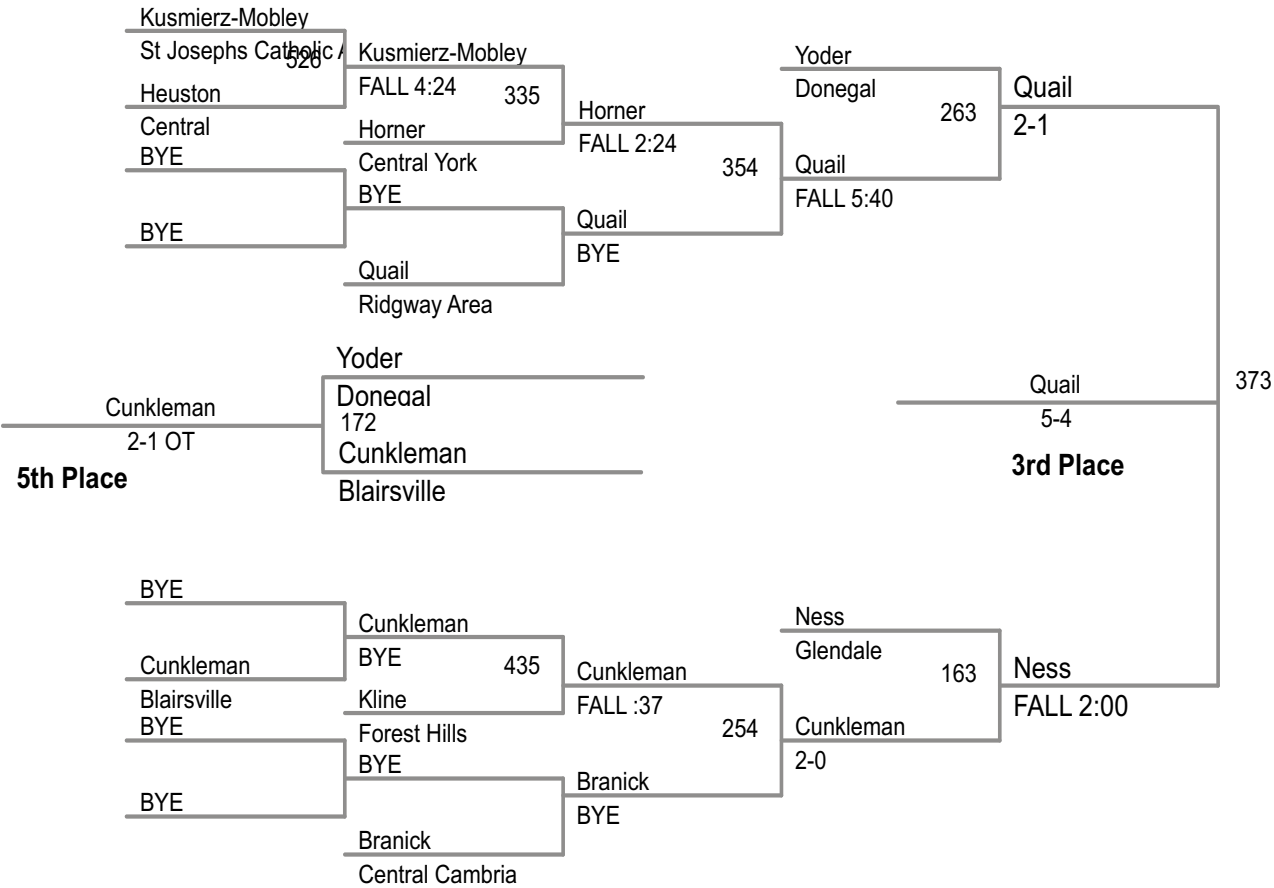 Kusmierz-Mobley
St Josephs Catholic A
526
Heuston
Central
BYE
BYE
Kusmierz-Mobley
FALL 4:24
335
Horner
Central York
BYE
Quail
Ridgway Area
Horner
FALL 2:24
354
Quail
BYE
Yoder
Donegal
263
Quail
FALL 5:40
Quail
2-1
373
Quail
5-4
3rd Place
Yoder
Donegal
172
Cunkleman
Blairsville
Cunkleman
2-1 OT
5th Place
BYE
Cunkleman
Blairsville
BYE
BYE
Cunkleman
BYE
435
Kline
Forest Hills
BYE
Branick
Central Cambria
Cunkleman
FALL :37
254
Branick
BYE
Ness
Glendale
163
Cunkleman
2-0
Ness
FALL 2:00